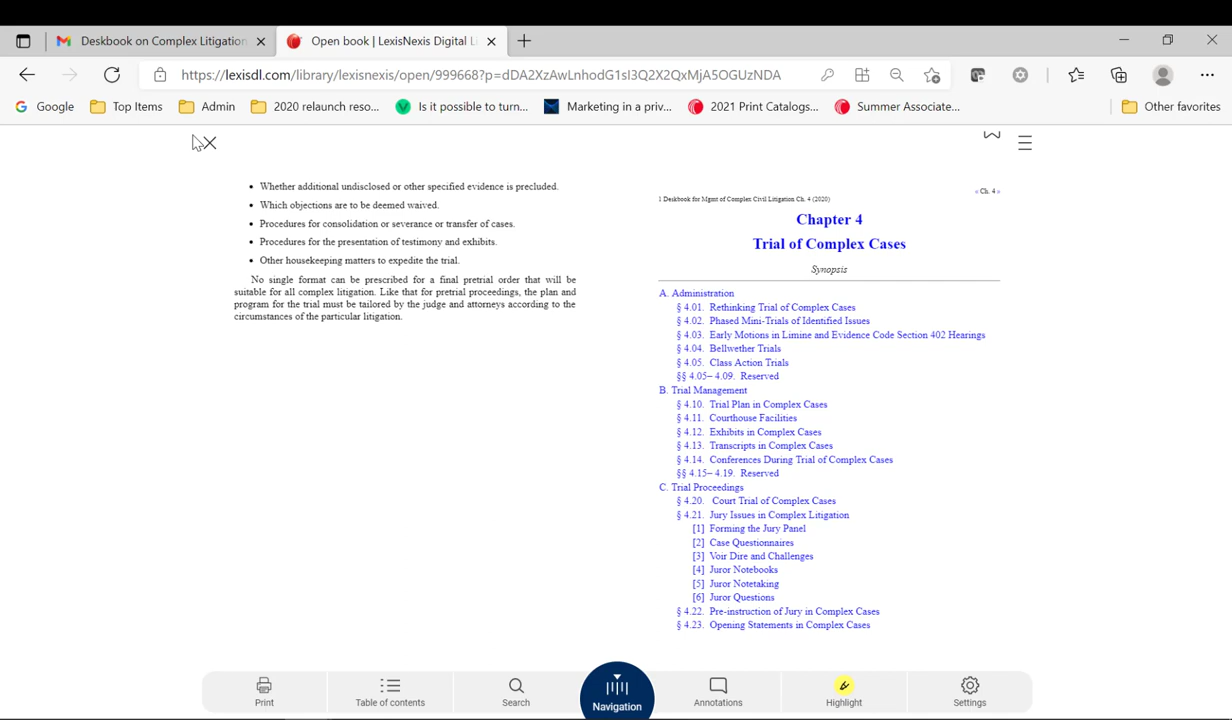 Deskbook on Complex Litigation
Open book | LexisNexis Digital Li
https://lexisdl.com/library/lexisnexis/open/999668?p=dDA2XzAwLnhodG1sI3Q2X2QxMjA5OGUzNDA
Google
Top Items
Admin
2020 relaunch reso...
Is it possible to turn...
Marketing in a priv...
2021 Print Catalogs...
Summer Associate...
Other favorites
• Whether additional undisclosed or other specified evidence is precluded.
• Which objections are to be deemed waived.
• Procedures for consolidation or severance or transfer of cases.
• Procedures for the presentation of testimony and exhibits.
• Other housekeeping matters to expedite the trial.
No single format can be prescribed for a final pretrial order that will be
suitable for all complex litigation. Like that for pretrial proceedings, the plan and
program for the trial must be tailored by the judge and attorneys according to the
circumstances of the particular litigation.
« Ch. 4 »
1 Deskbook for Mgmt of Complex Civil Litigation Ch. 4 (2020)
Chapter 4
Trial of Complex Cases
Synopsis
A. Administration
§ 4.01. Rethinking Trial of Complex Cases
§ 4.02. Phased Mini-Trials of Identified Issues
§ 4.03. Early Motions in Limine and Evidence Code Section 402 Hearings
§ 4.04. Bellwether Trials
§ 4.05. Class Action Trials
§§ 4.05– 4.09. Reserved
B. Trial Management
§ 4.10. Trial Plan in Complex Cases
§ 4.11. Courthouse Facilities
§ 4.12. Exhibits in Complex Cases
§ 4.13. Transcripts in Complex Cases
§ 4.14. Conferences During Trial of Complex Cases
§§ 4.15– 4.19. Reserved
C. Trial Proceedings
§ 4.20. Court Trial of Complex Cases
§ 4.21. Jury Issues in Complex Litigation
[1] Forming the Jury Panel
[2] Case Questionnaires
[3] Voir Dire and Challenges
[4] Juror Notebooks
[5] Juror Notetaking
[6] Juror Questions
§ 4.22. Pre-instruction of Jury in Complex Cases
§ 4.23. Opening Statements in Complex Cases
Print
Table of contents
Search
Navigation
Annotations
Highlight
Settings